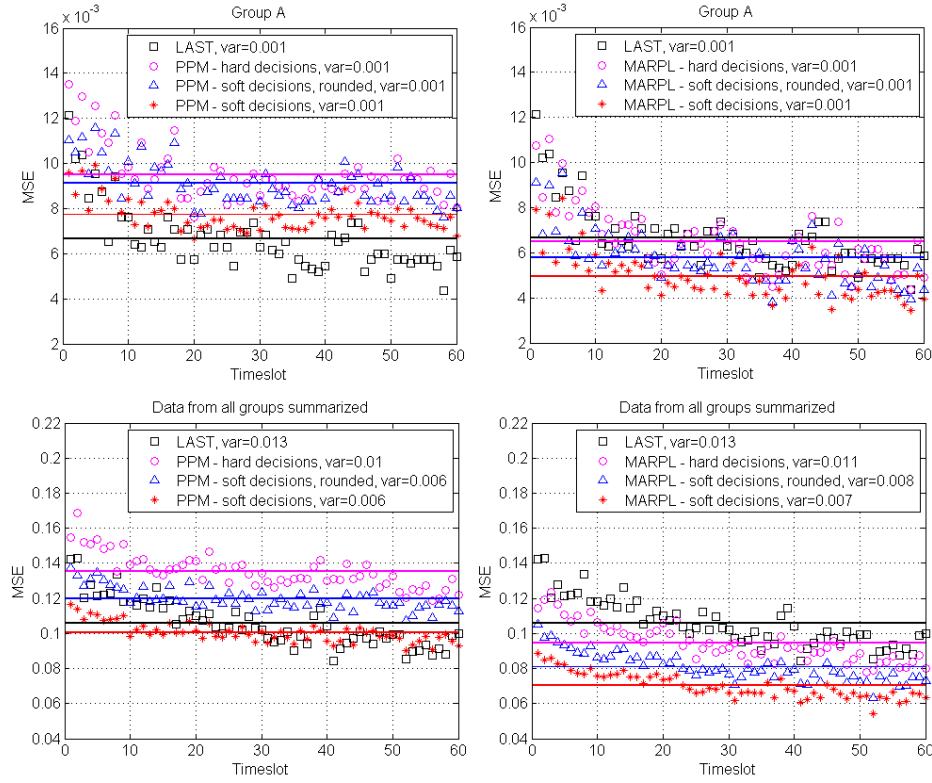 x 10⁻³
Group A
16
14
12
10
8
6
4
2
MSE
LAST, var=0.001
PPM - hard decisions, var=0.001
PPM - soft decisions, rounded, var=0.001
PPM - soft decisions, var=0.001
0 10 20 30 40 50 60
Timeslot
x 10⁻³
Group A
16
14
12
10
8
6
4
2
MSE
LAST, var=0.001
MARPL - hard decisions, var=0.001
MARPL - soft decisions, rounded, var=0.001
MARPL - soft decisions, var=0.001
0 10 20 30 40 50 60
Timeslot
Data from all groups summarized
0.22
0.2
0.18
0.16
0.14
0.12
0.1
0.08
0.06
0.04
MSE
LAST, var=0.013
PPM - hard decisions, var=0.01
PPM - soft decisions, rounded, var=0.006
PPM - soft decisions, var=0.006
0 10 20 30 40 50 60
Timeslot
Data from all groups summarized
0.22
0.2
0.18
0.16
0.14
0.12
0.1
0.08
0.06
0.04
MSE
LAST, var=0.013
MARPL - hard decisions, var=0.011
MARPL - soft decisions, rounded, var=0.008
MARPL - soft decisions, var=0.007
0 10 20 30 40 50 60
Timeslot